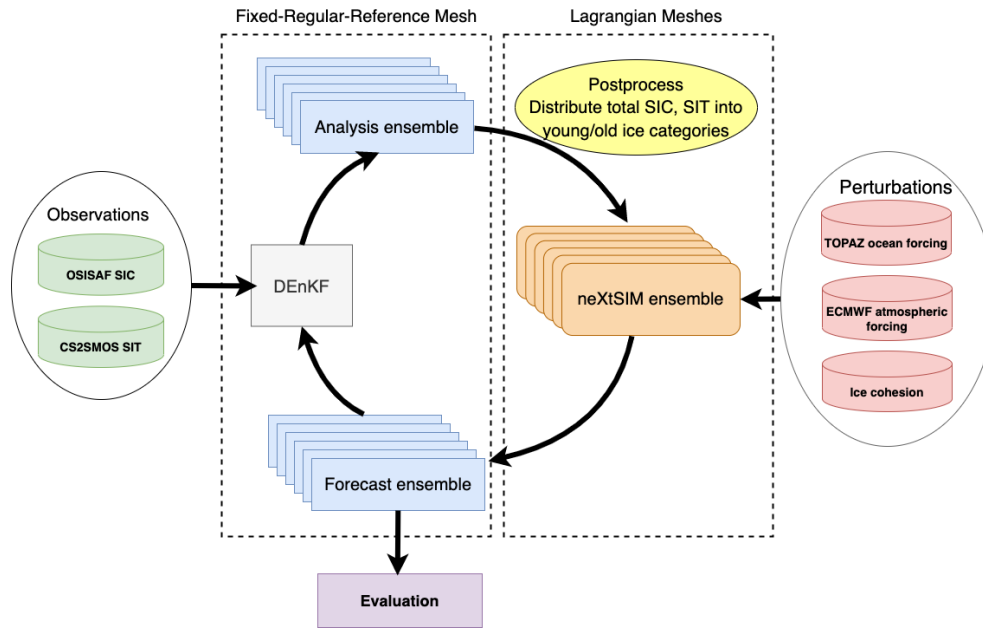 Fixed-Regular-Reference Mesh
Lagrangian Meshes
Analysis ensemble
Postprocess
Distribute total SIC, SIT into
young/old ice categories
Observations
OSISAF SIC
CS2SMOS SIT
DEnKF
neXtSIM ensemble
Perturbations
TOPAZ ocean forcing
ECMWF atmospheric
forcing
Ice cohesion
Forecast ensemble
Evaluation